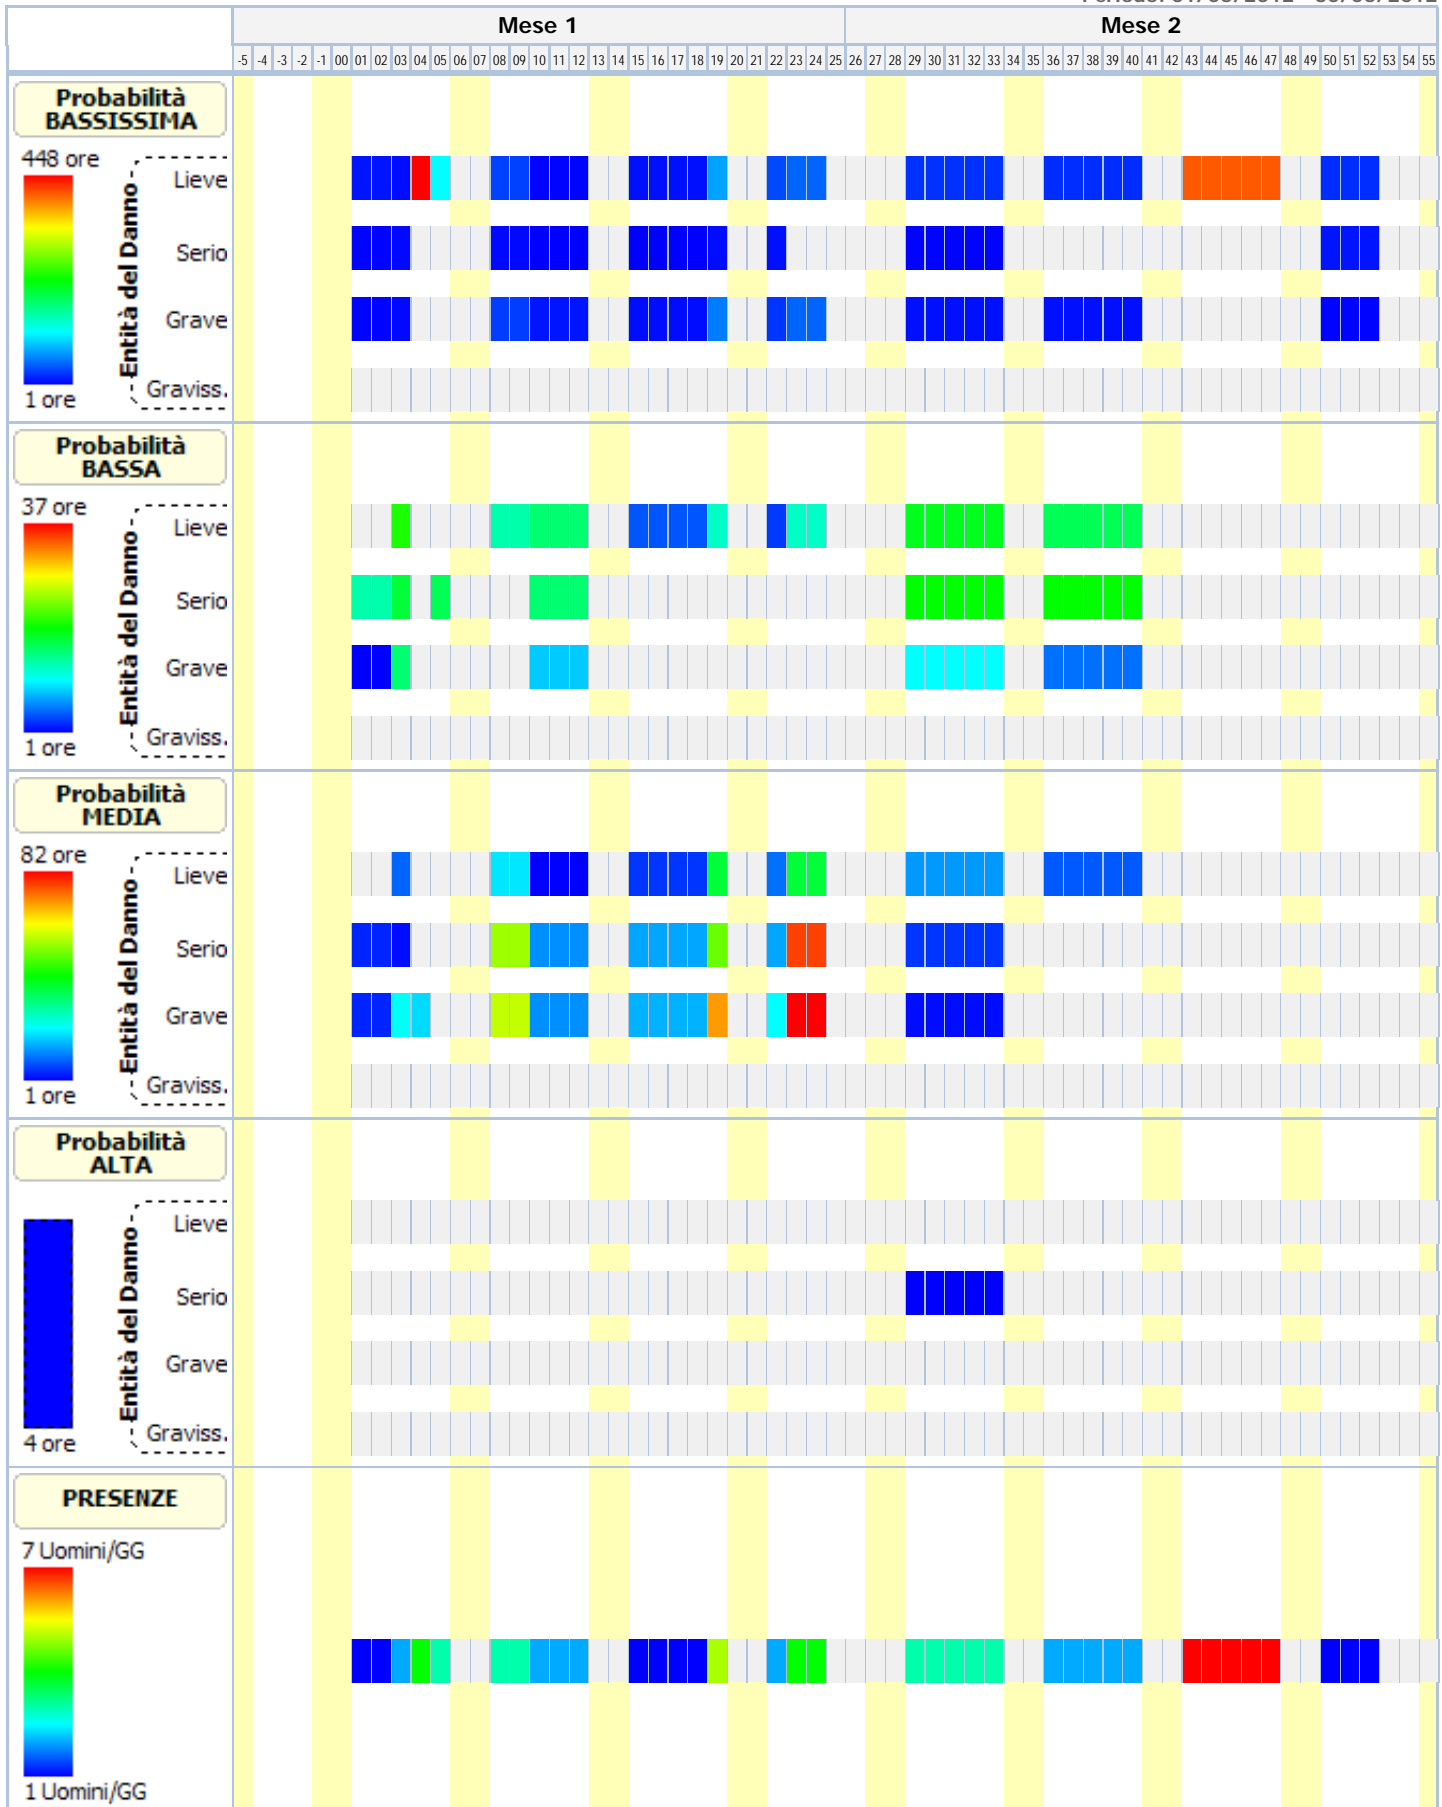 Mese 1 Mese 2
-5 -4 -3 -2 -1 00 01 02 03 04 05 06 07 08 09 10 11 12 13 14 15 16 17 18 19 20 21 22 23 24 25 26 27 28 29 30 31 32 33 34 35 36 37 38 39 40 41 42 43 44 45 46 47 48 49 50 51 52 53 54 55
Probabilità
BASSISSIMA
448 ore
Entità del Danno
Lieve
Serio
Grave
Graviss.
1 ore
Probabilità
BASSA
37 ore
Entità del Danno
Lieve
Serio
Grave
Graviss.
1 ore
Probabilità
MEDIA
82 ore
Entità del Danno
Lieve
Serio
Grave
Graviss.
1 ore
Probabilità
ALTA
Entità del Danno
Lieve
Serio
Grave
Graviss.
4 ore
PRESENZE
7 Uomini/GG
1 Uomini/GG